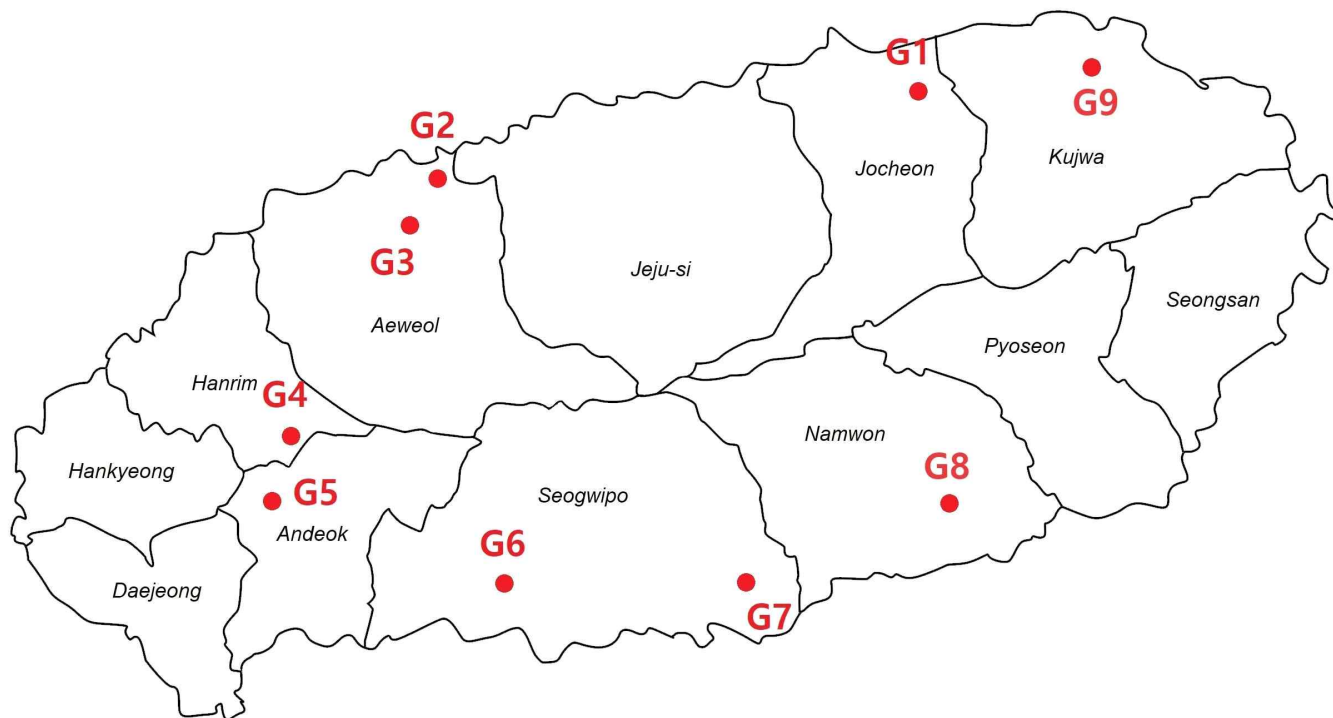 G1
G9
G2
Jocheon
Kujwa
G3
Jeju-si
Seongsan
Aeweol
Pyoseon
Hanrim
G4
Namwon
Hankyeong
G8
G5
Seogwipo
Andeok
G6
Daejeong
G7